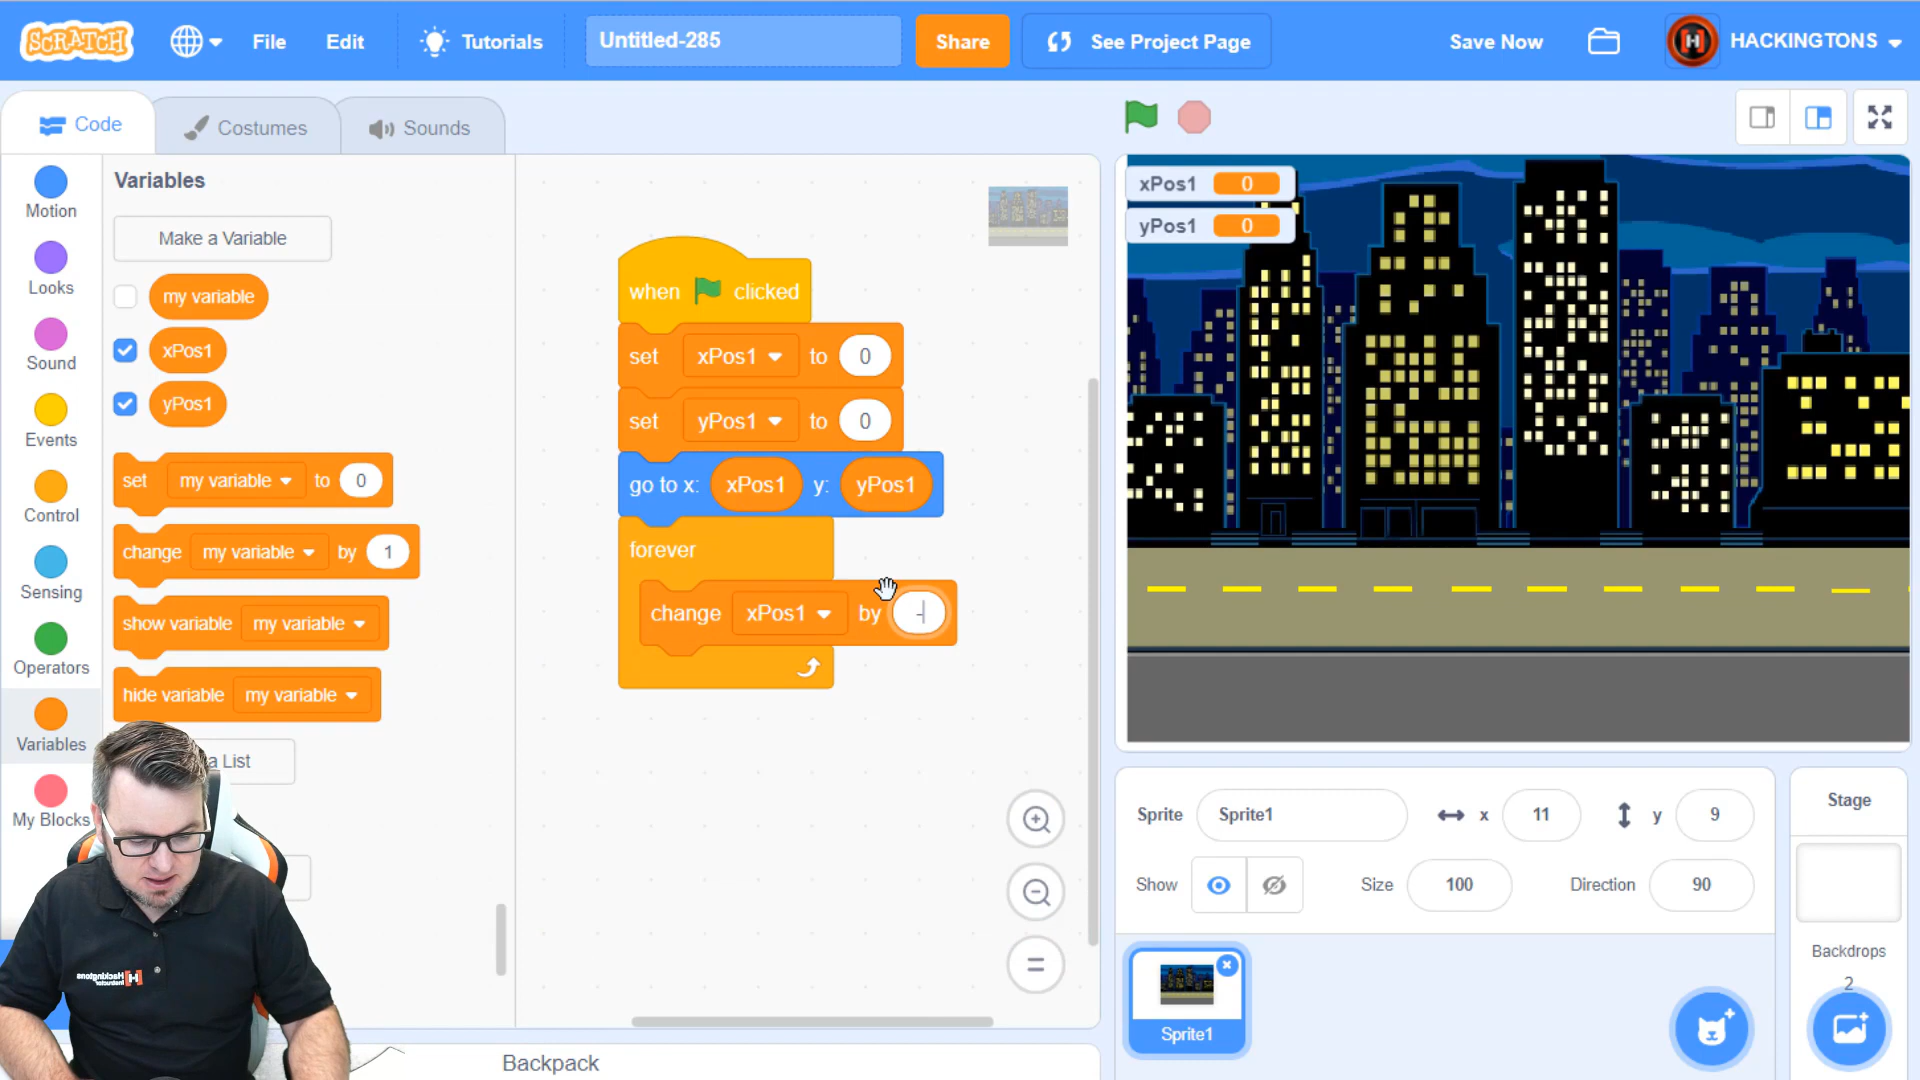 SCRATCH File Edit Tutorials Untitled-285 Share See Project Page Save Now HACKINGTONS
Code Costumes Sounds
Motion
Looks
Sound
Events
Control
Sensing
Operators
Variables
My Blocks
Variables
Make a Variable
my variable
xPos1
yPos1
set my variable to 0
change my variable by 1
show variable my variable
hide variable my variable
a List
when clicked
set xPos1 to 0
set yPos1 to 0
go to x: xPos1 y: yPos1
forever
change xPos1 by -
xPos1 0
yPos1 0
Sprite Sprite1 x 11 y 9
Show Size 100 Direction 90
Sprite1
Stage
Backdrops
2
Backpack
Hackingtons
Instructor